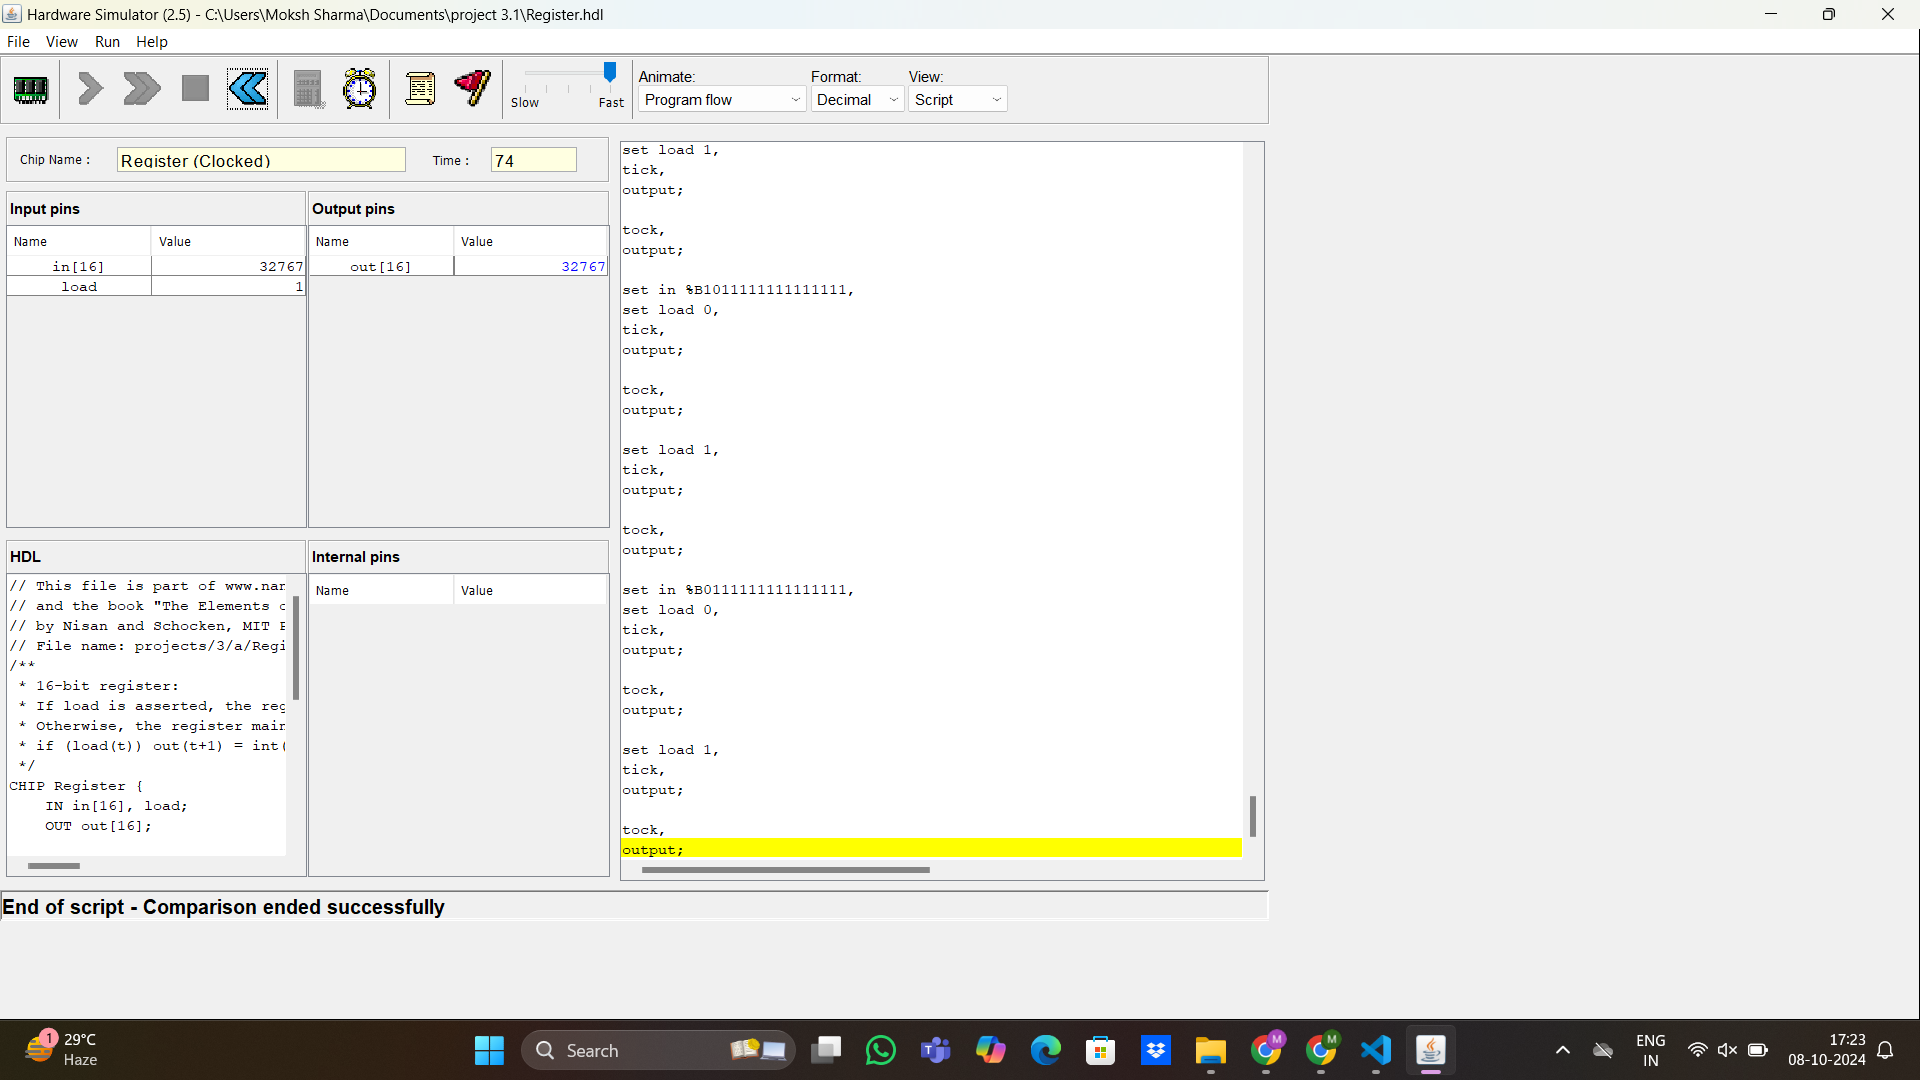 Hardware Simulator (2.5) - C:\Users\Moksh Sharma\Documents\project 3.1\Register.hdl
File View Run Help
Slow Fast
Animate: Format: View:
Program flow Decimal Script
Chip Name : Register (Clocked) Time : 74
Input pins
Name Value
in[16] 32767
load 1
Output pins
Name Value
out[16] 32767
HDL
// This file is part of www.nan
// and the book "The Elements o
// by Nisan and Schocken, MIT P
// File name: projects/3/a/Regi
/**
* 16-bit register:
* If load is asserted, the reg
* Otherwise, the register main
* if (load(t)) out(t+1) = int(
*/
CHIP Register {
IN in[16], load;
OUT out[16];
Internal pins
Name Value
set load 1,
tick,
output;
tock,
output;
set in %B1011111111111111,
set load 0,
tick,
output;
tock,
output;
set load 1,
tick,
output;
tock,
output;
set in %B0111111111111111,
set load 0,
tick,
output;
tock,
output;
set load 1,
tick,
output;
tock,
output;
End of script - Comparison ended successfully
1
29°C
Haze
Search
M
M
ENG
IN
17:23
08-10-2024